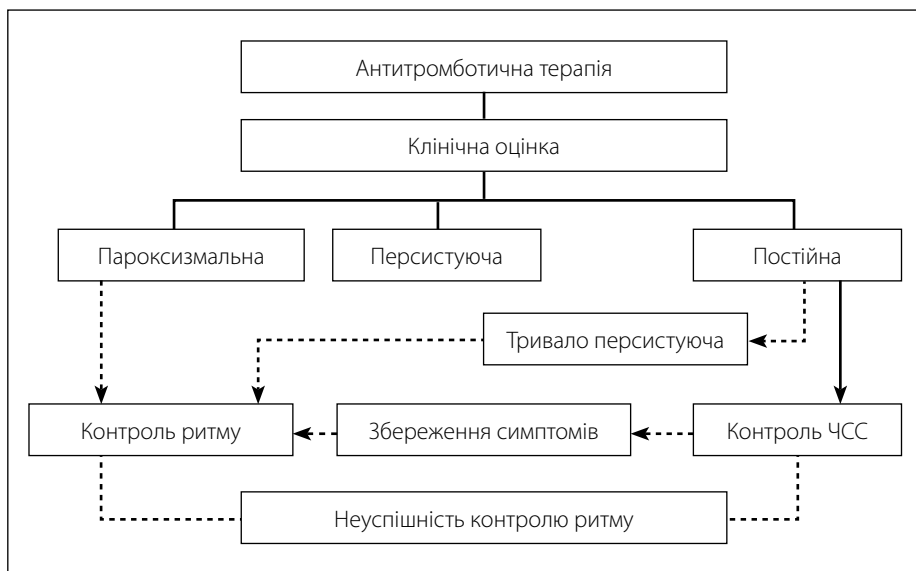 Антитромботична терапія
Клінічна оцінка
Пароксизмальна
Персистуюча
Постійна
Тривало персистуюча
Контроль ритму
Збереження симптомів
Контроль ЧСС
Неуспішність контролю ритму